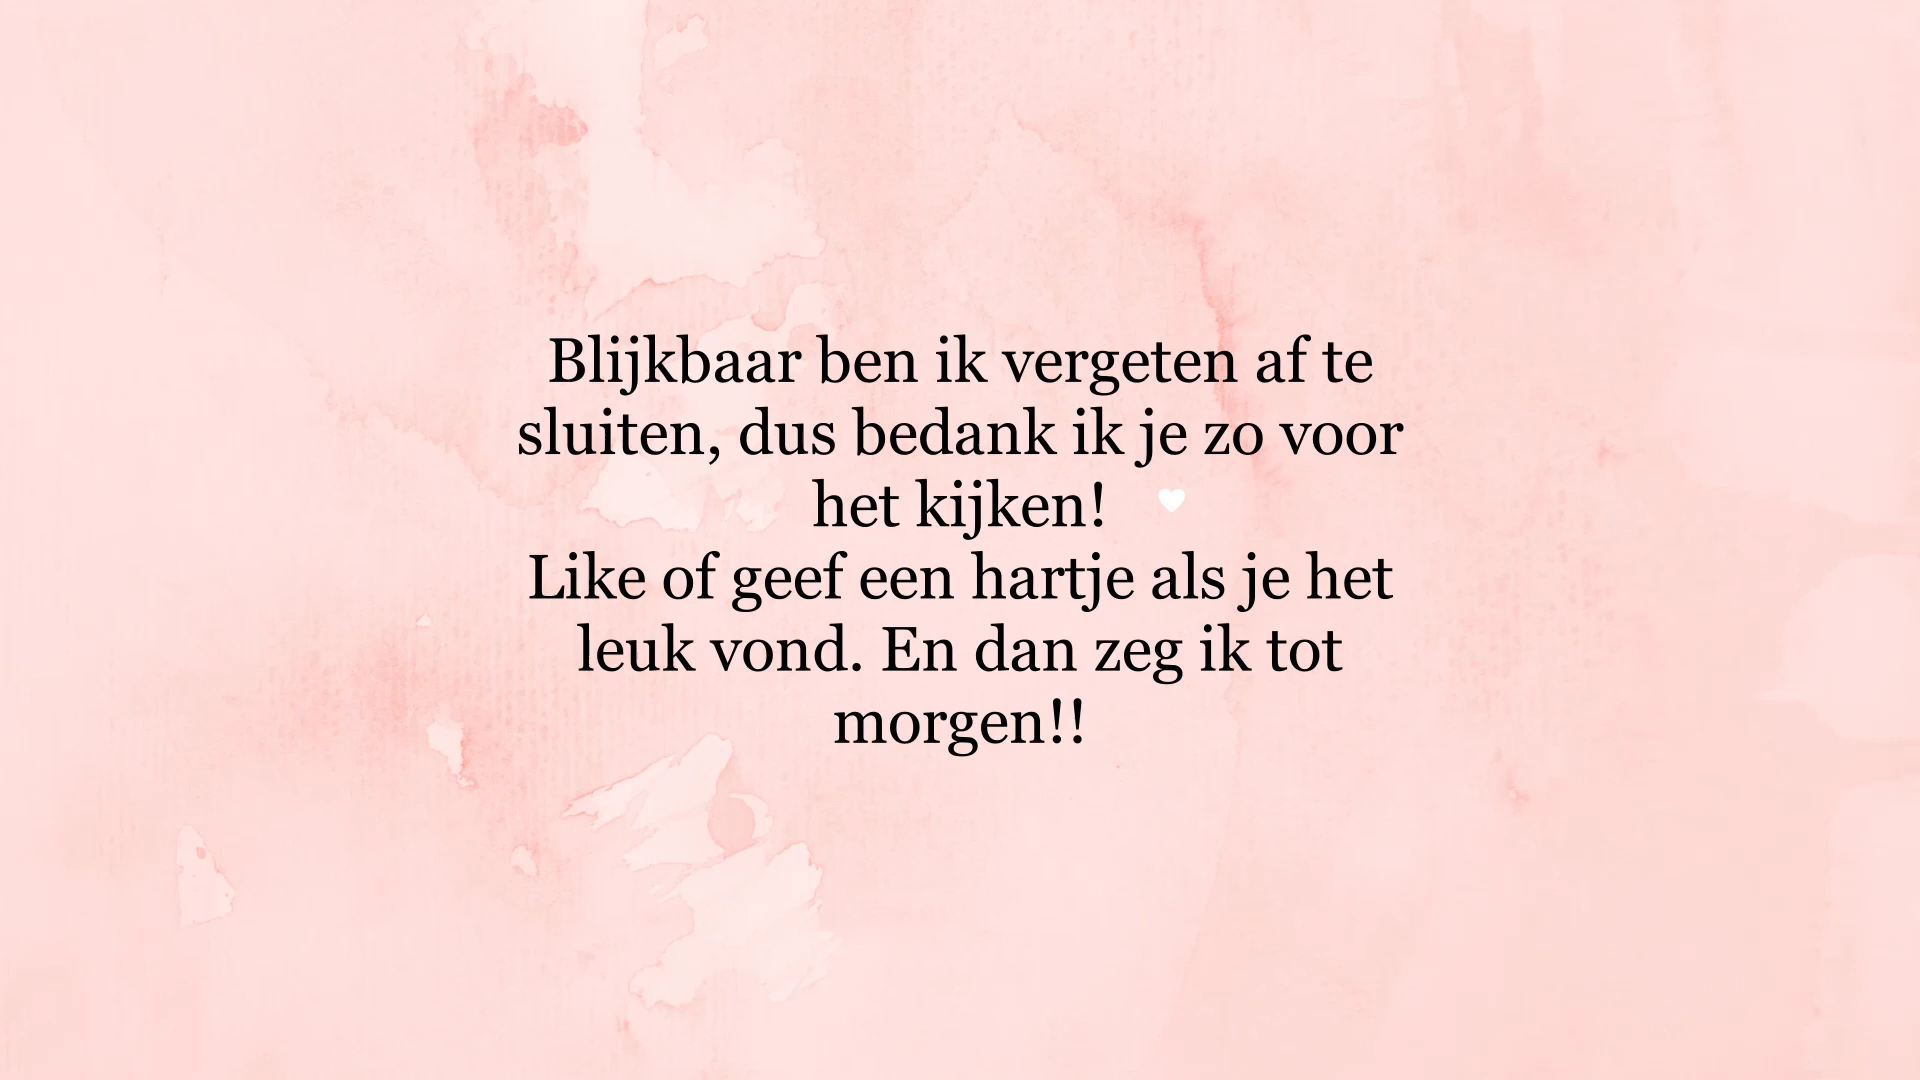 Blijkbaar ben ik vergeten af te
sluiten, dus bedank ik je zo voor
het kijken!
Like of geef een hartje als je het
leuk vond. En dan zeg ik tot
morgen!!